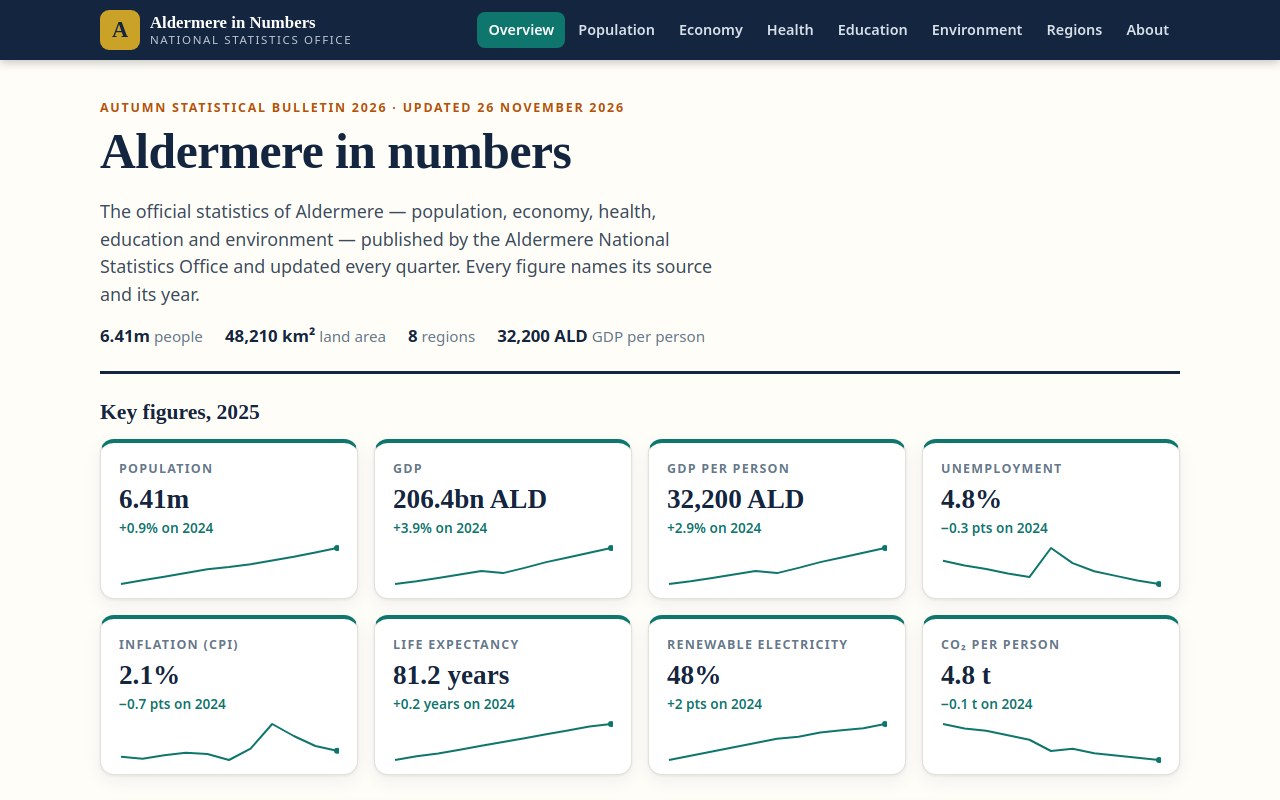 A
Aldermere in Numbers
NATIONAL STATISTICS OFFICE
Overview Population Economy Health Education Environment Regions About
AUTUMN STATISTICAL BULLETIN 2026 · UPDATED 26 NOVEMBER 2026
Aldermere in numbers
The official statistics of Aldermere — population, economy, health,
education and environment — published by the Aldermere National
Statistics Office and updated every quarter. Every figure names its source
and its year.
6.41m people 48,210 km² land area 8 regions 32,200 ALD GDP per person
Key figures, 2025
POPULATION
6.41m
+0.9% on 2024
GDP
206.4bn ALD
+3.9% on 2024
GDP PER PERSON
32,200 ALD
+2.9% on 2024
UNEMPLOYMENT
4.8%
−0.3 pts on 2024
INFLATION (CPI)
2.1%
−0.7 pts on 2024
LIFE EXPECTANCY
81.2 years
+0.2 years on 2024
RENEWABLE ELECTRICITY
48%
+2 pts on 2024
CO₂ PER PERSON
4.8 t
−0.1 t on 2024